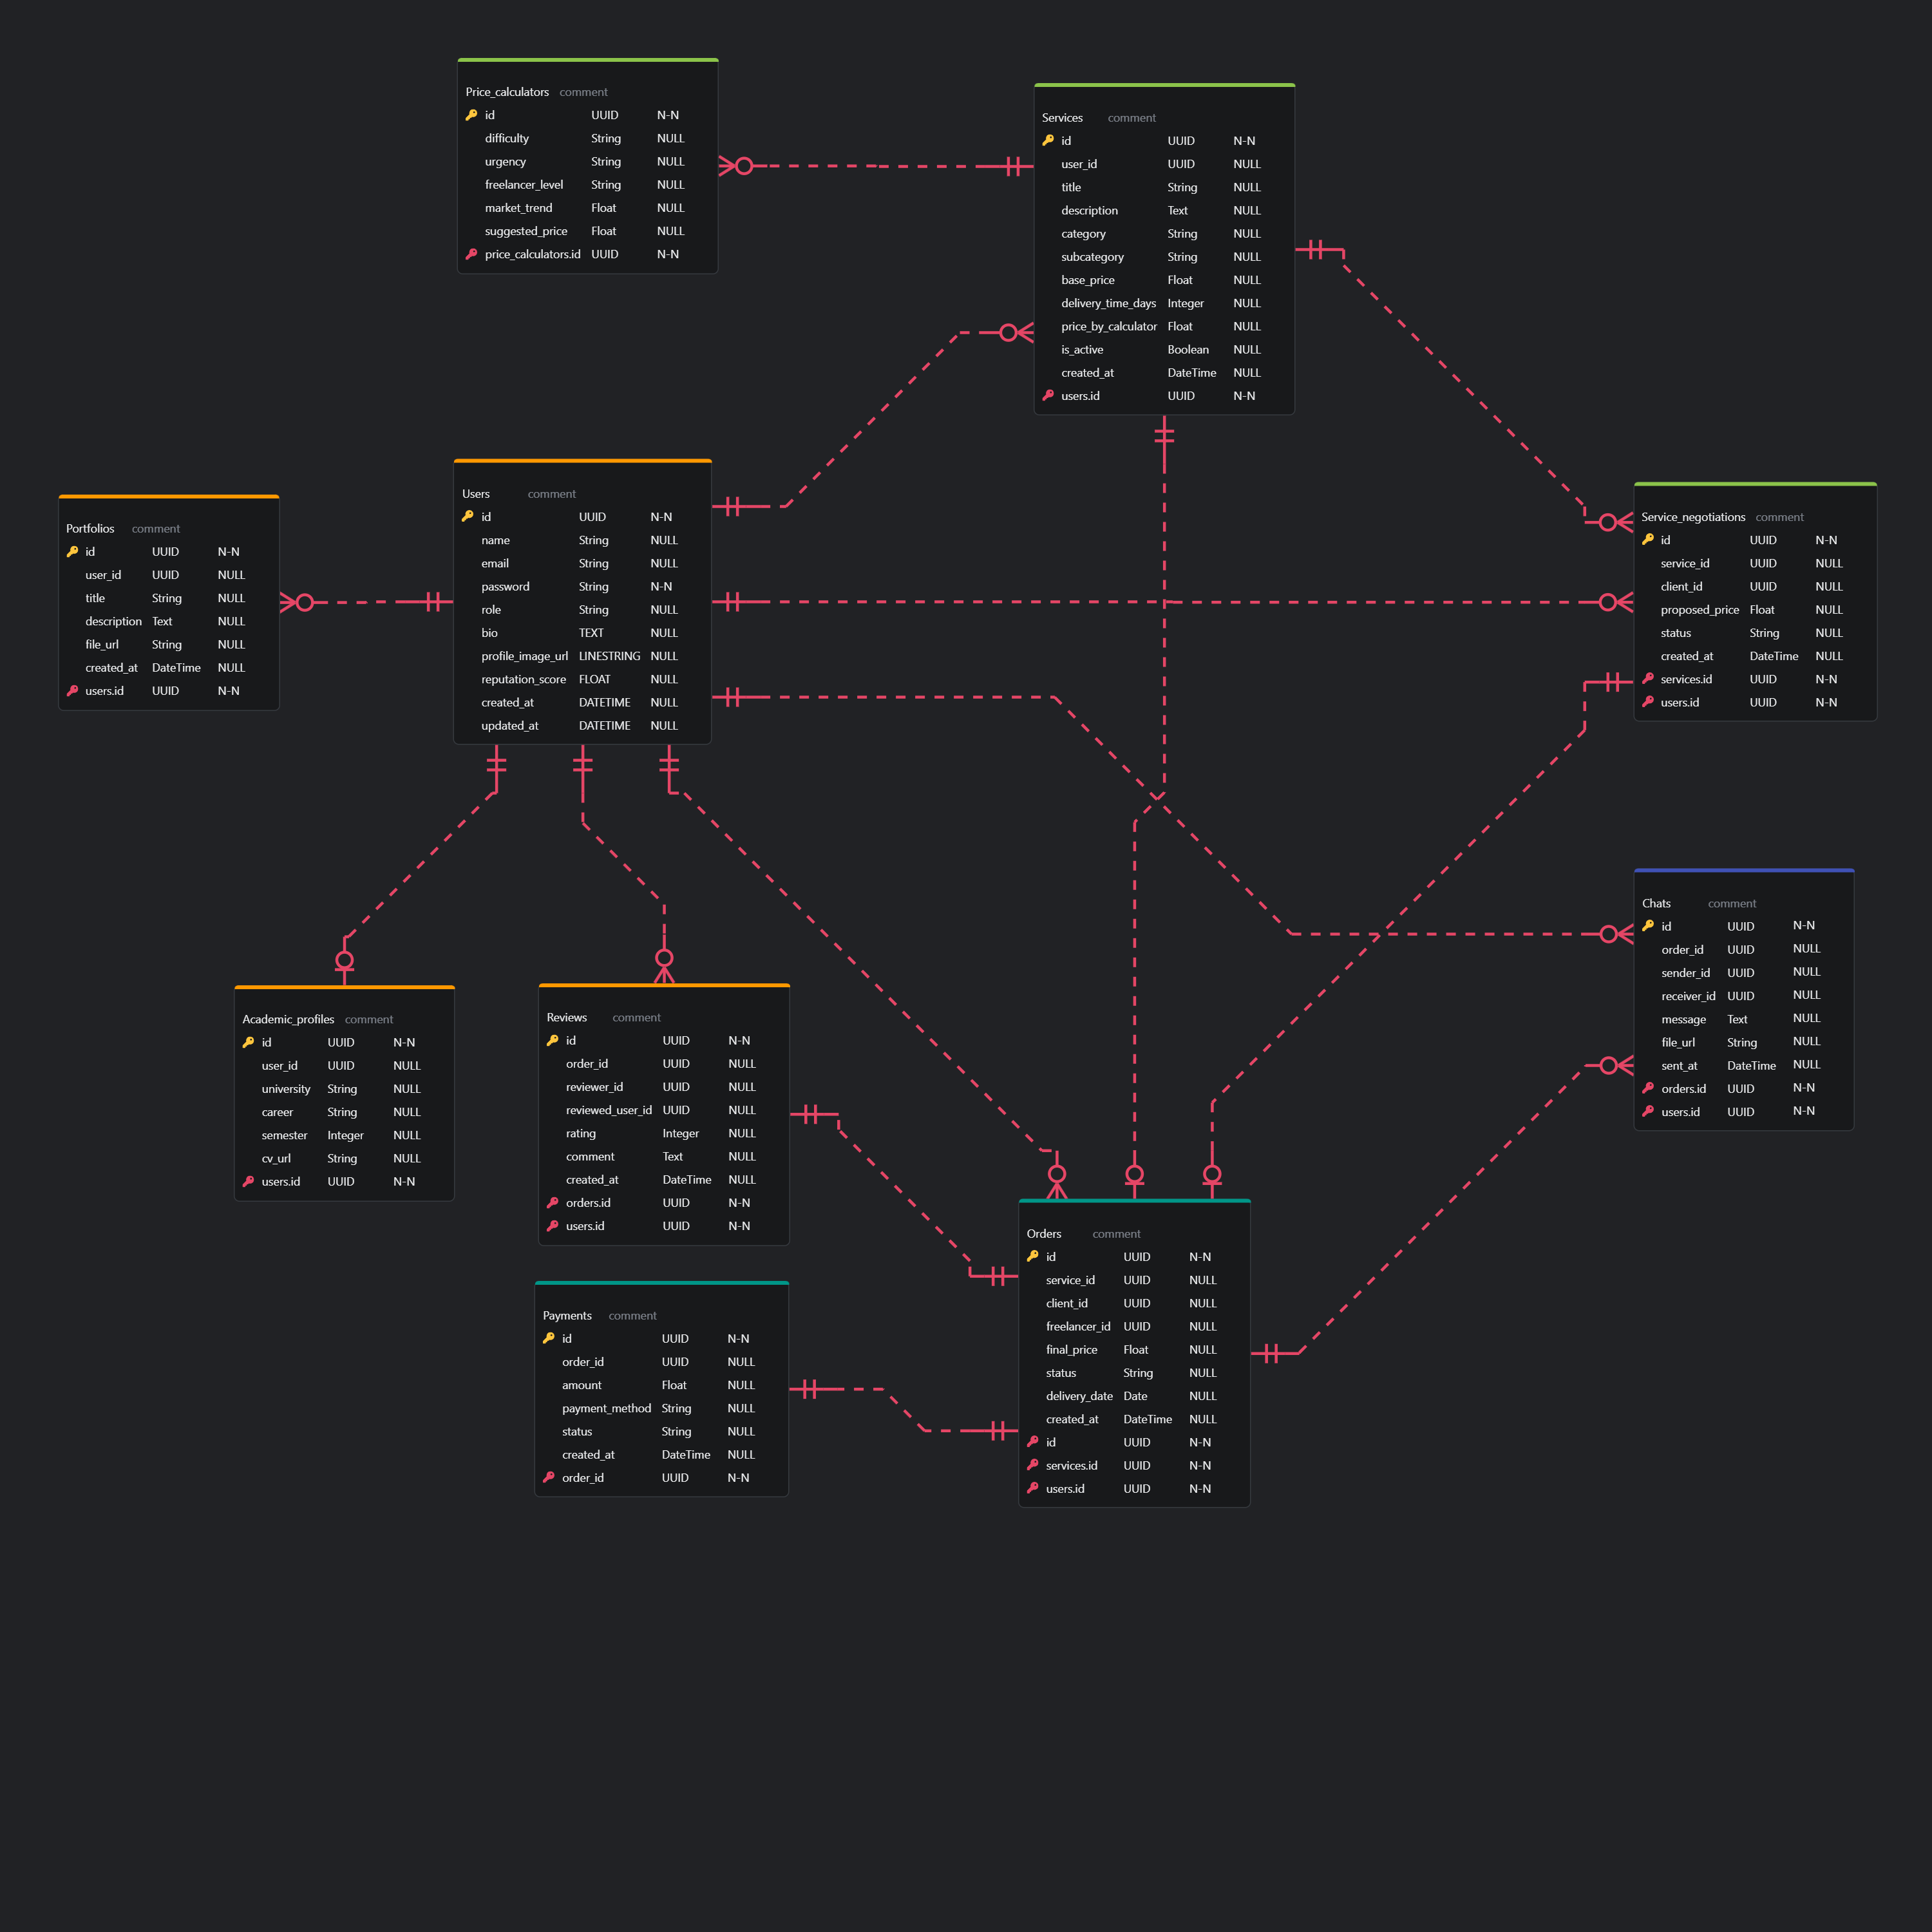 Price_calculators comment
id UUID N-N
difficulty String NULL
urgency String NULL
freelancer_level String NULL
market_trend Float NULL
suggested_price Float NULL
price_calculators.id UUID N-N
Services comment
id UUID N-N
user_id UUID NULL
title String NULL
description Text NULL
category String NULL
subcategory String NULL
base_price Float NULL
delivery_time_days Integer NULL
price_by_calculator Float NULL
is_active Boolean NULL
created_at DateTime NULL
users.id UUID N-N
Portfolios comment
id UUID N-N
user_id UUID NULL
title String NULL
description Text NULL
file_url String NULL
created_at DateTime NULL
users.id UUID N-N
Users comment
id UUID N-N
name String NULL
email String NULL
password String N-N
role String NULL
bio TEXT NULL
profile_image_url LINESTRING NULL
reputation_score FLOAT NULL
created_at DATETIME NULL
updated_at DATETIME NULL
Service_negotiations comment
id UUID N-N
service_id UUID NULL
client_id UUID NULL
proposed_price Float NULL
status String NULL
created_at DateTime NULL
services.id UUID N-N
users.id UUID N-N
Chats comment
id UUID N-N
order_id UUID NULL
sender_id UUID NULL
receiver_id UUID NULL
message Text NULL
file_url String NULL
sent_at DateTime NULL
orders.id UUID N-N
users.id UUID N-N
Academic_profiles comment
id UUID N-N
user_id UUID NULL
university String NULL
career String NULL
semester Integer NULL
cv_url String NULL
users.id UUID N-N
Reviews comment
id UUID N-N
order_id UUID NULL
reviewer_id UUID NULL
reviewed_user_id UUID NULL
rating Integer NULL
comment Text NULL
created_at DateTime NULL
orders.id UUID N-N
users.id UUID N-N
Orders comment
id UUID N-N
service_id UUID NULL
client_id UUID NULL
freelancer_id UUID NULL
final_price Float NULL
status String NULL
delivery_date Date NULL
created_at DateTime NULL
id UUID N-N
services.id UUID N-N
users.id UUID N-N
Payments comment
id UUID N-N
order_id UUID NULL
amount Float NULL
payment_method String NULL
status String NULL
created_at DateTime NULL
order_id UUID N-N